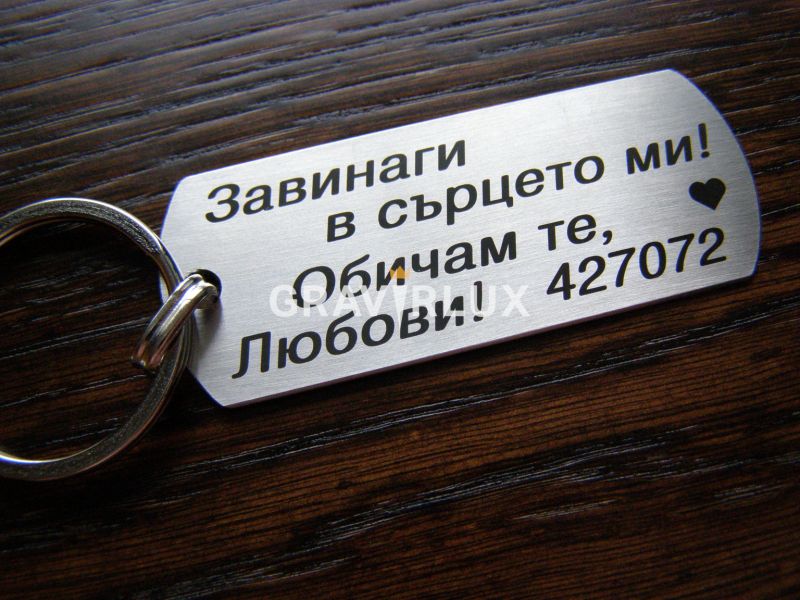 Завинаги
в сърцето ми!
Обичам те, ♥
Любови! 427072
GRAVIRLUX